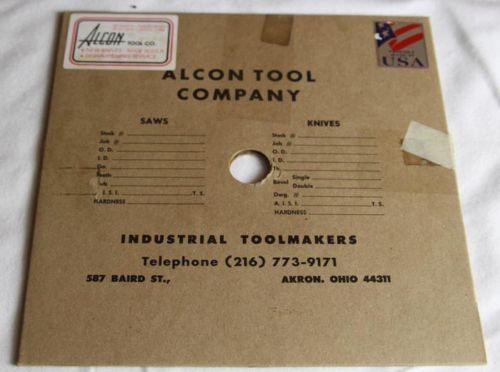 ALCON
TOOL CO.
USA
ALCON TOOL
COMPANY
SAWS
Stock #
Job #
O. D.
I. D.
Teeth
A. I. S. I. T. S.
HARDNESS
KNIVES
Stock #
Job #
O. D.
I. D.
Th
Bevel Single
Double
Dwg. #
A. I. S. I. T. S.
HARDNESS
INDUSTRIAL TOOLMAKERS
Telephone (216) 773-9171
587 BAIRD ST., AKRON, OHIO 44311